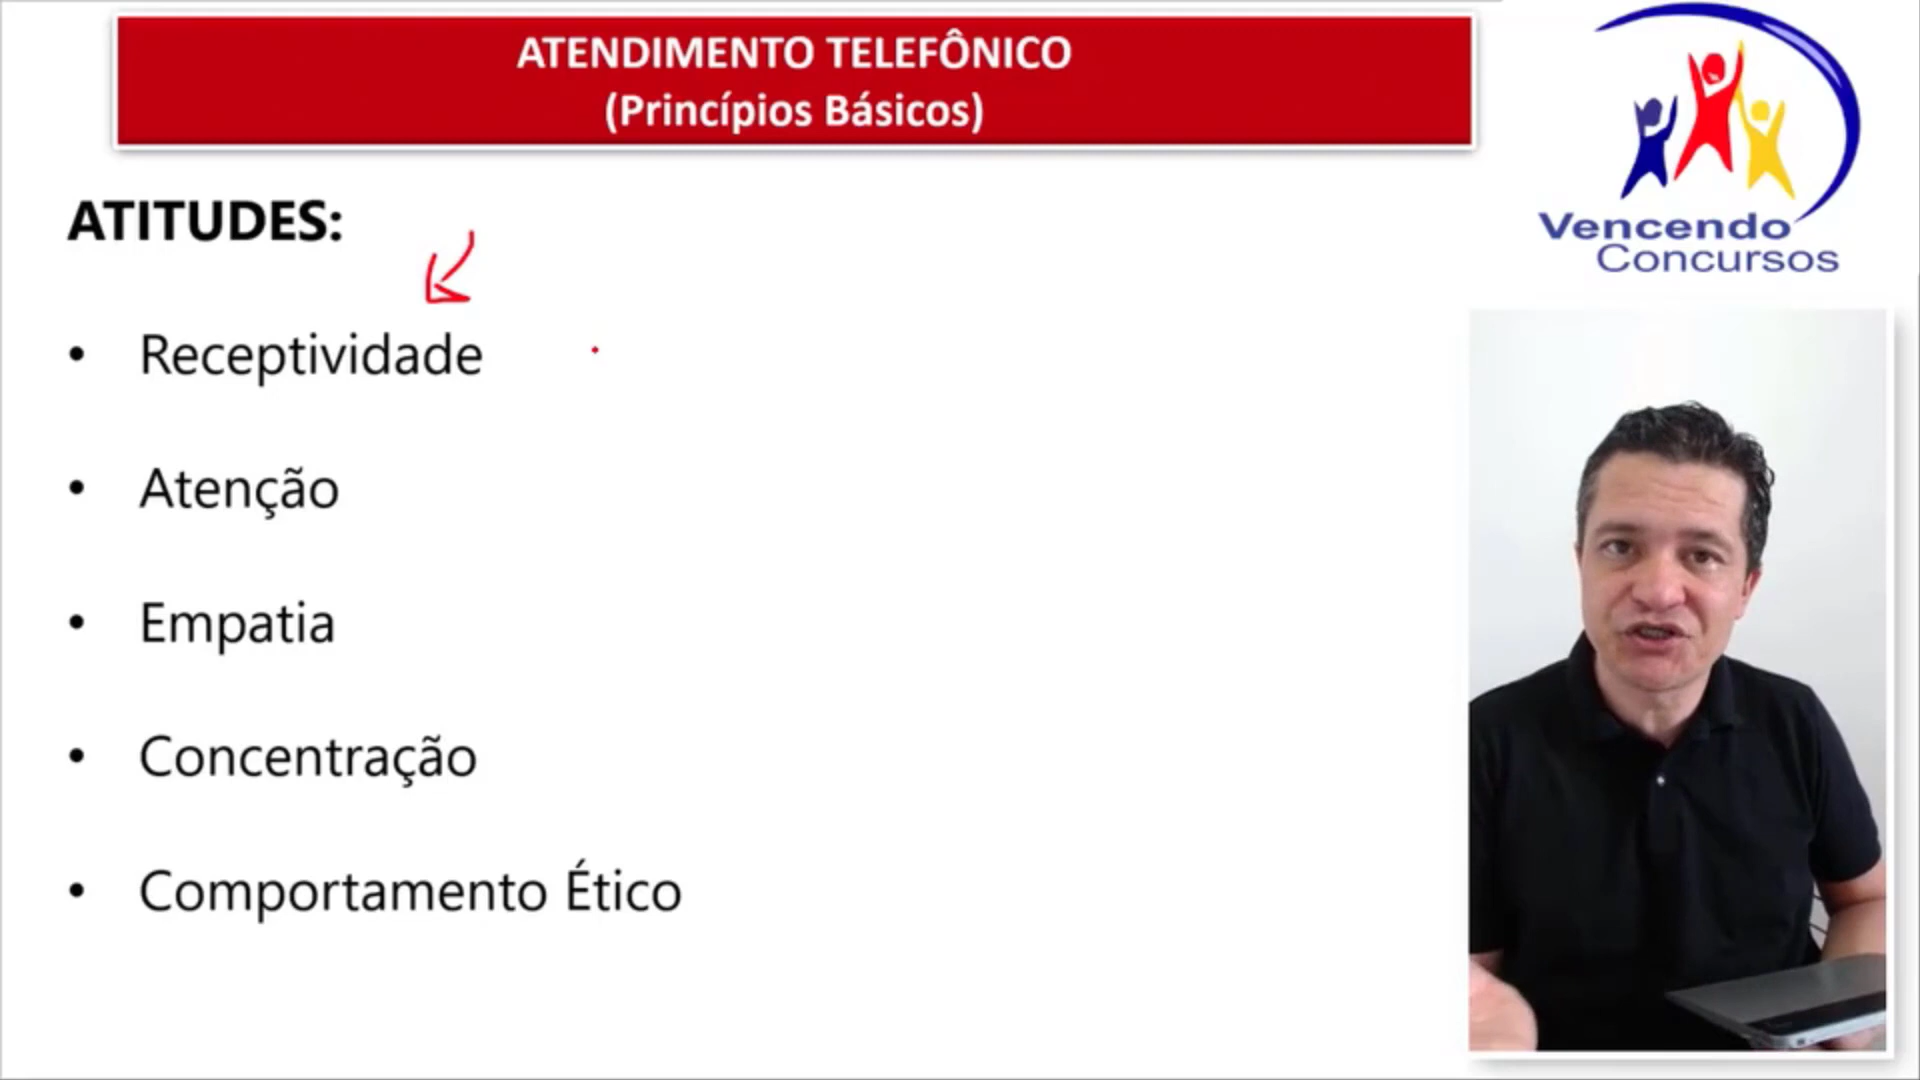 ATENDIMENTO TELEFÔNICO
(Princípios Básicos)
Vencendo
Concursos
ATITUDES:
• Receptividade
• Atenção
• Empatia
• Concentração
• Comportamento Ético